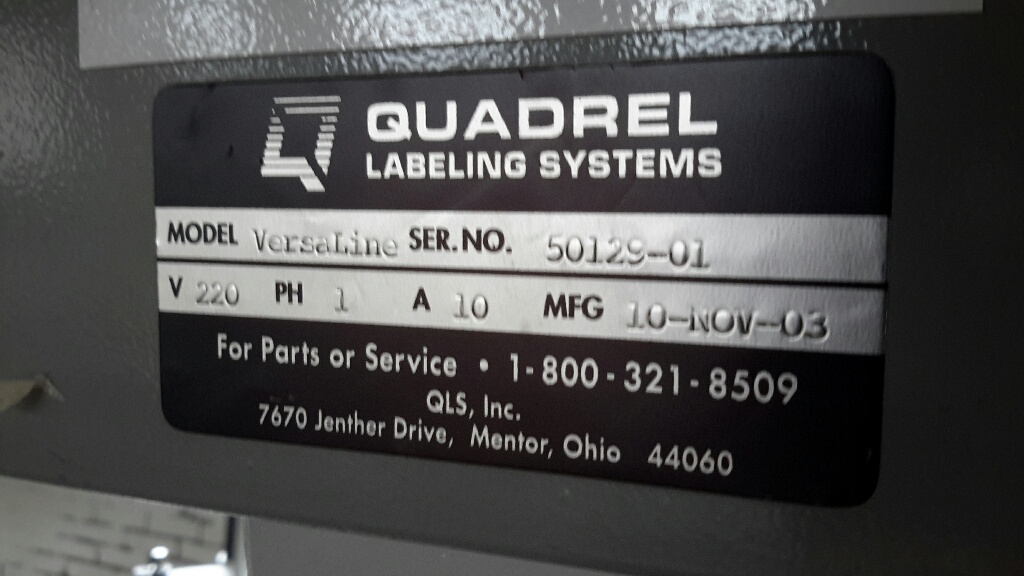 QUADREL
LABELING SYSTEMS
MODEL VersaLine SER.NO. 50129-01
V 220 PH 1 A 10 MFG 10-NOV-03
For Parts or Service • 1-800-321-8509
QLS, Inc.
7670 Jenther Drive, Mentor, Ohio 44060